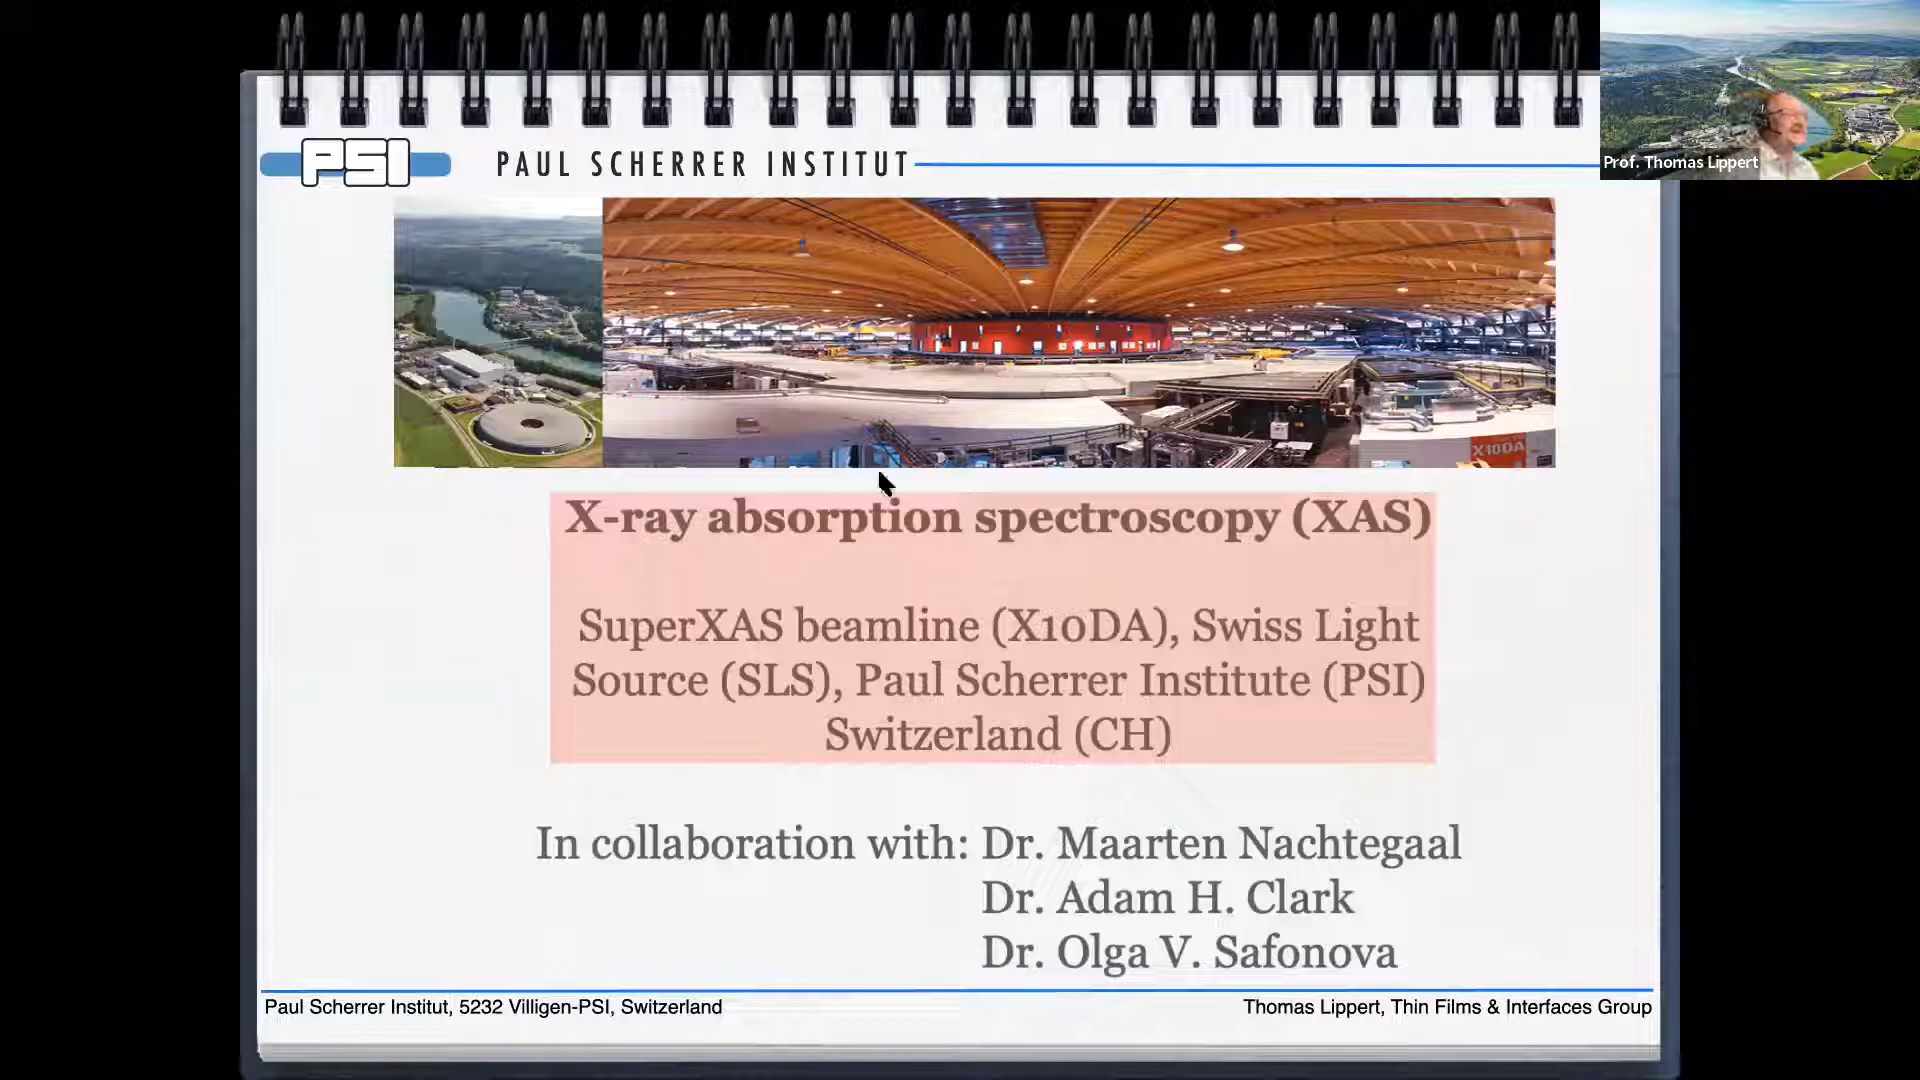 PSI
PAUL SCHERRER INSTITUT
Prof. Thomas Lippert
X10DA
X-ray absorption spectroscopy (XAS)
SuperXAS beamline (X10DA), Swiss Light
Source (SLS), Paul Scherrer Institute (PSI)
Switzerland (CH)
In collaboration with: Dr. Maarten Nachtegaal
Dr. Adam H. Clark
Dr. Olga V. Safonova
Paul Scherrer Institut, 5232 Villigen-PSI, Switzerland
Thomas Lippert, Thin Films & Interfaces Group